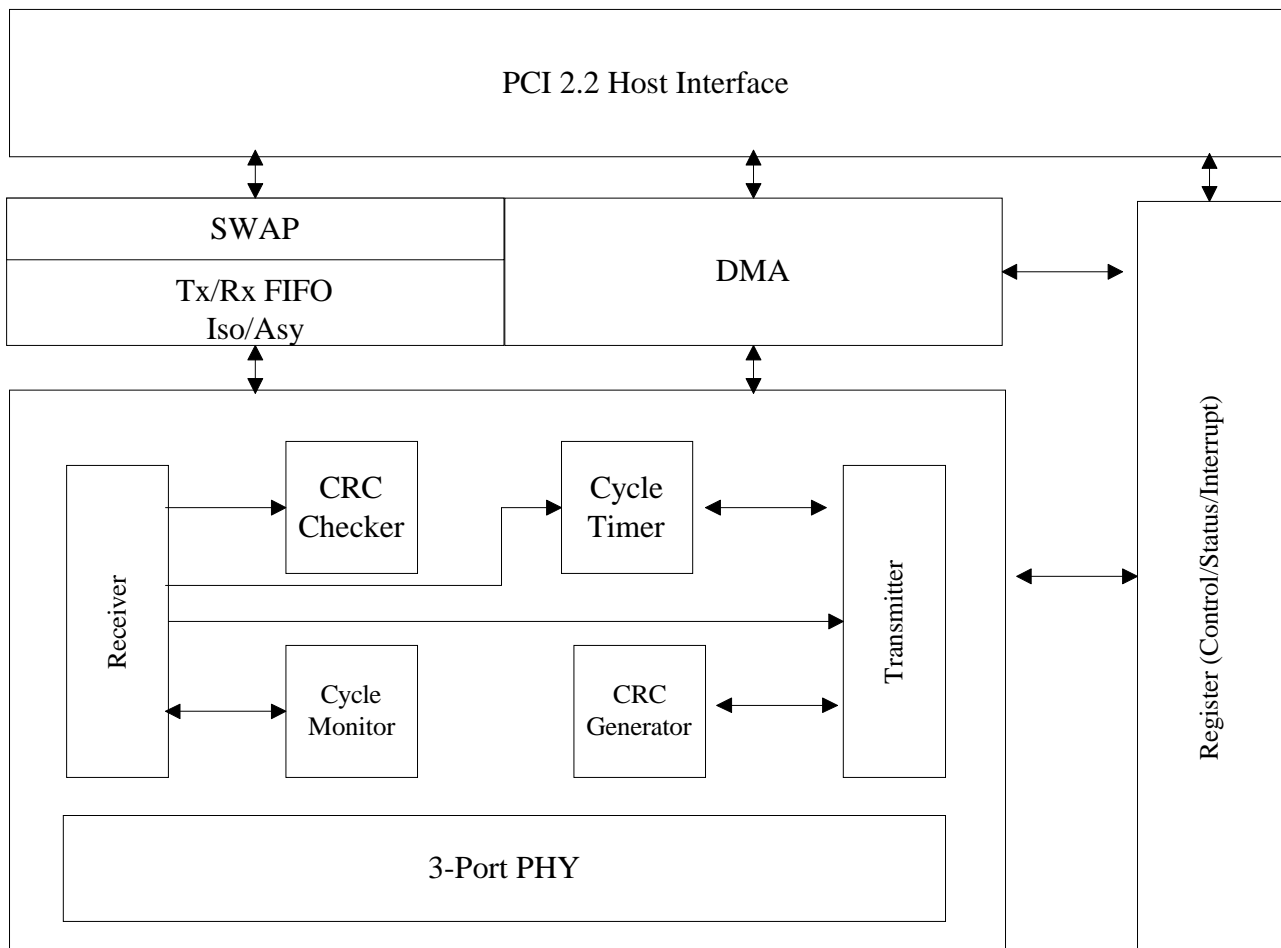 PCI 2.2 Host Interface
SWAP
Tx/Rx FIFO
Iso/Asy
DMA
Register (Control/Status/Interrupt)
Receiver
CRC
Checker
Cycle
Timer
Transmitter
Cycle
Monitor
CRC
Generator
3-Port PHY